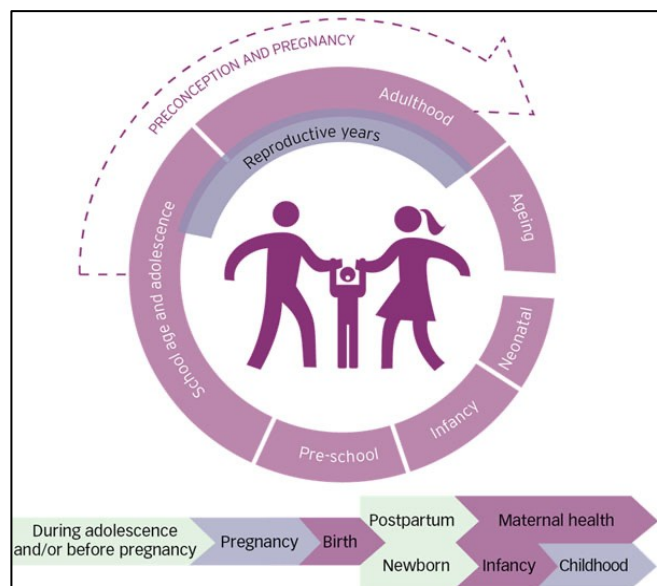 PRECONCEPTION AND PREGNANCY
Adulthood
Reproductive years
Ageing
School age and adolescence
Neonatal
Infancy
Pre-school
During adolescence
and/or before pregnancy
Pregnancy
Birth
Postpartum
Maternal health
Newborn
Infancy
Childhood